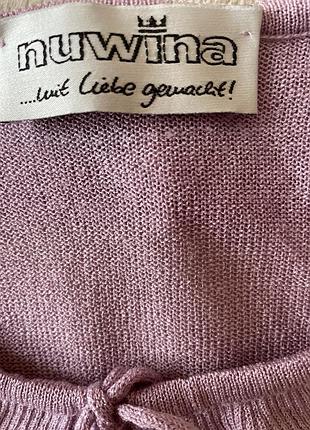 nuwina
....mit Liebe gemacht!